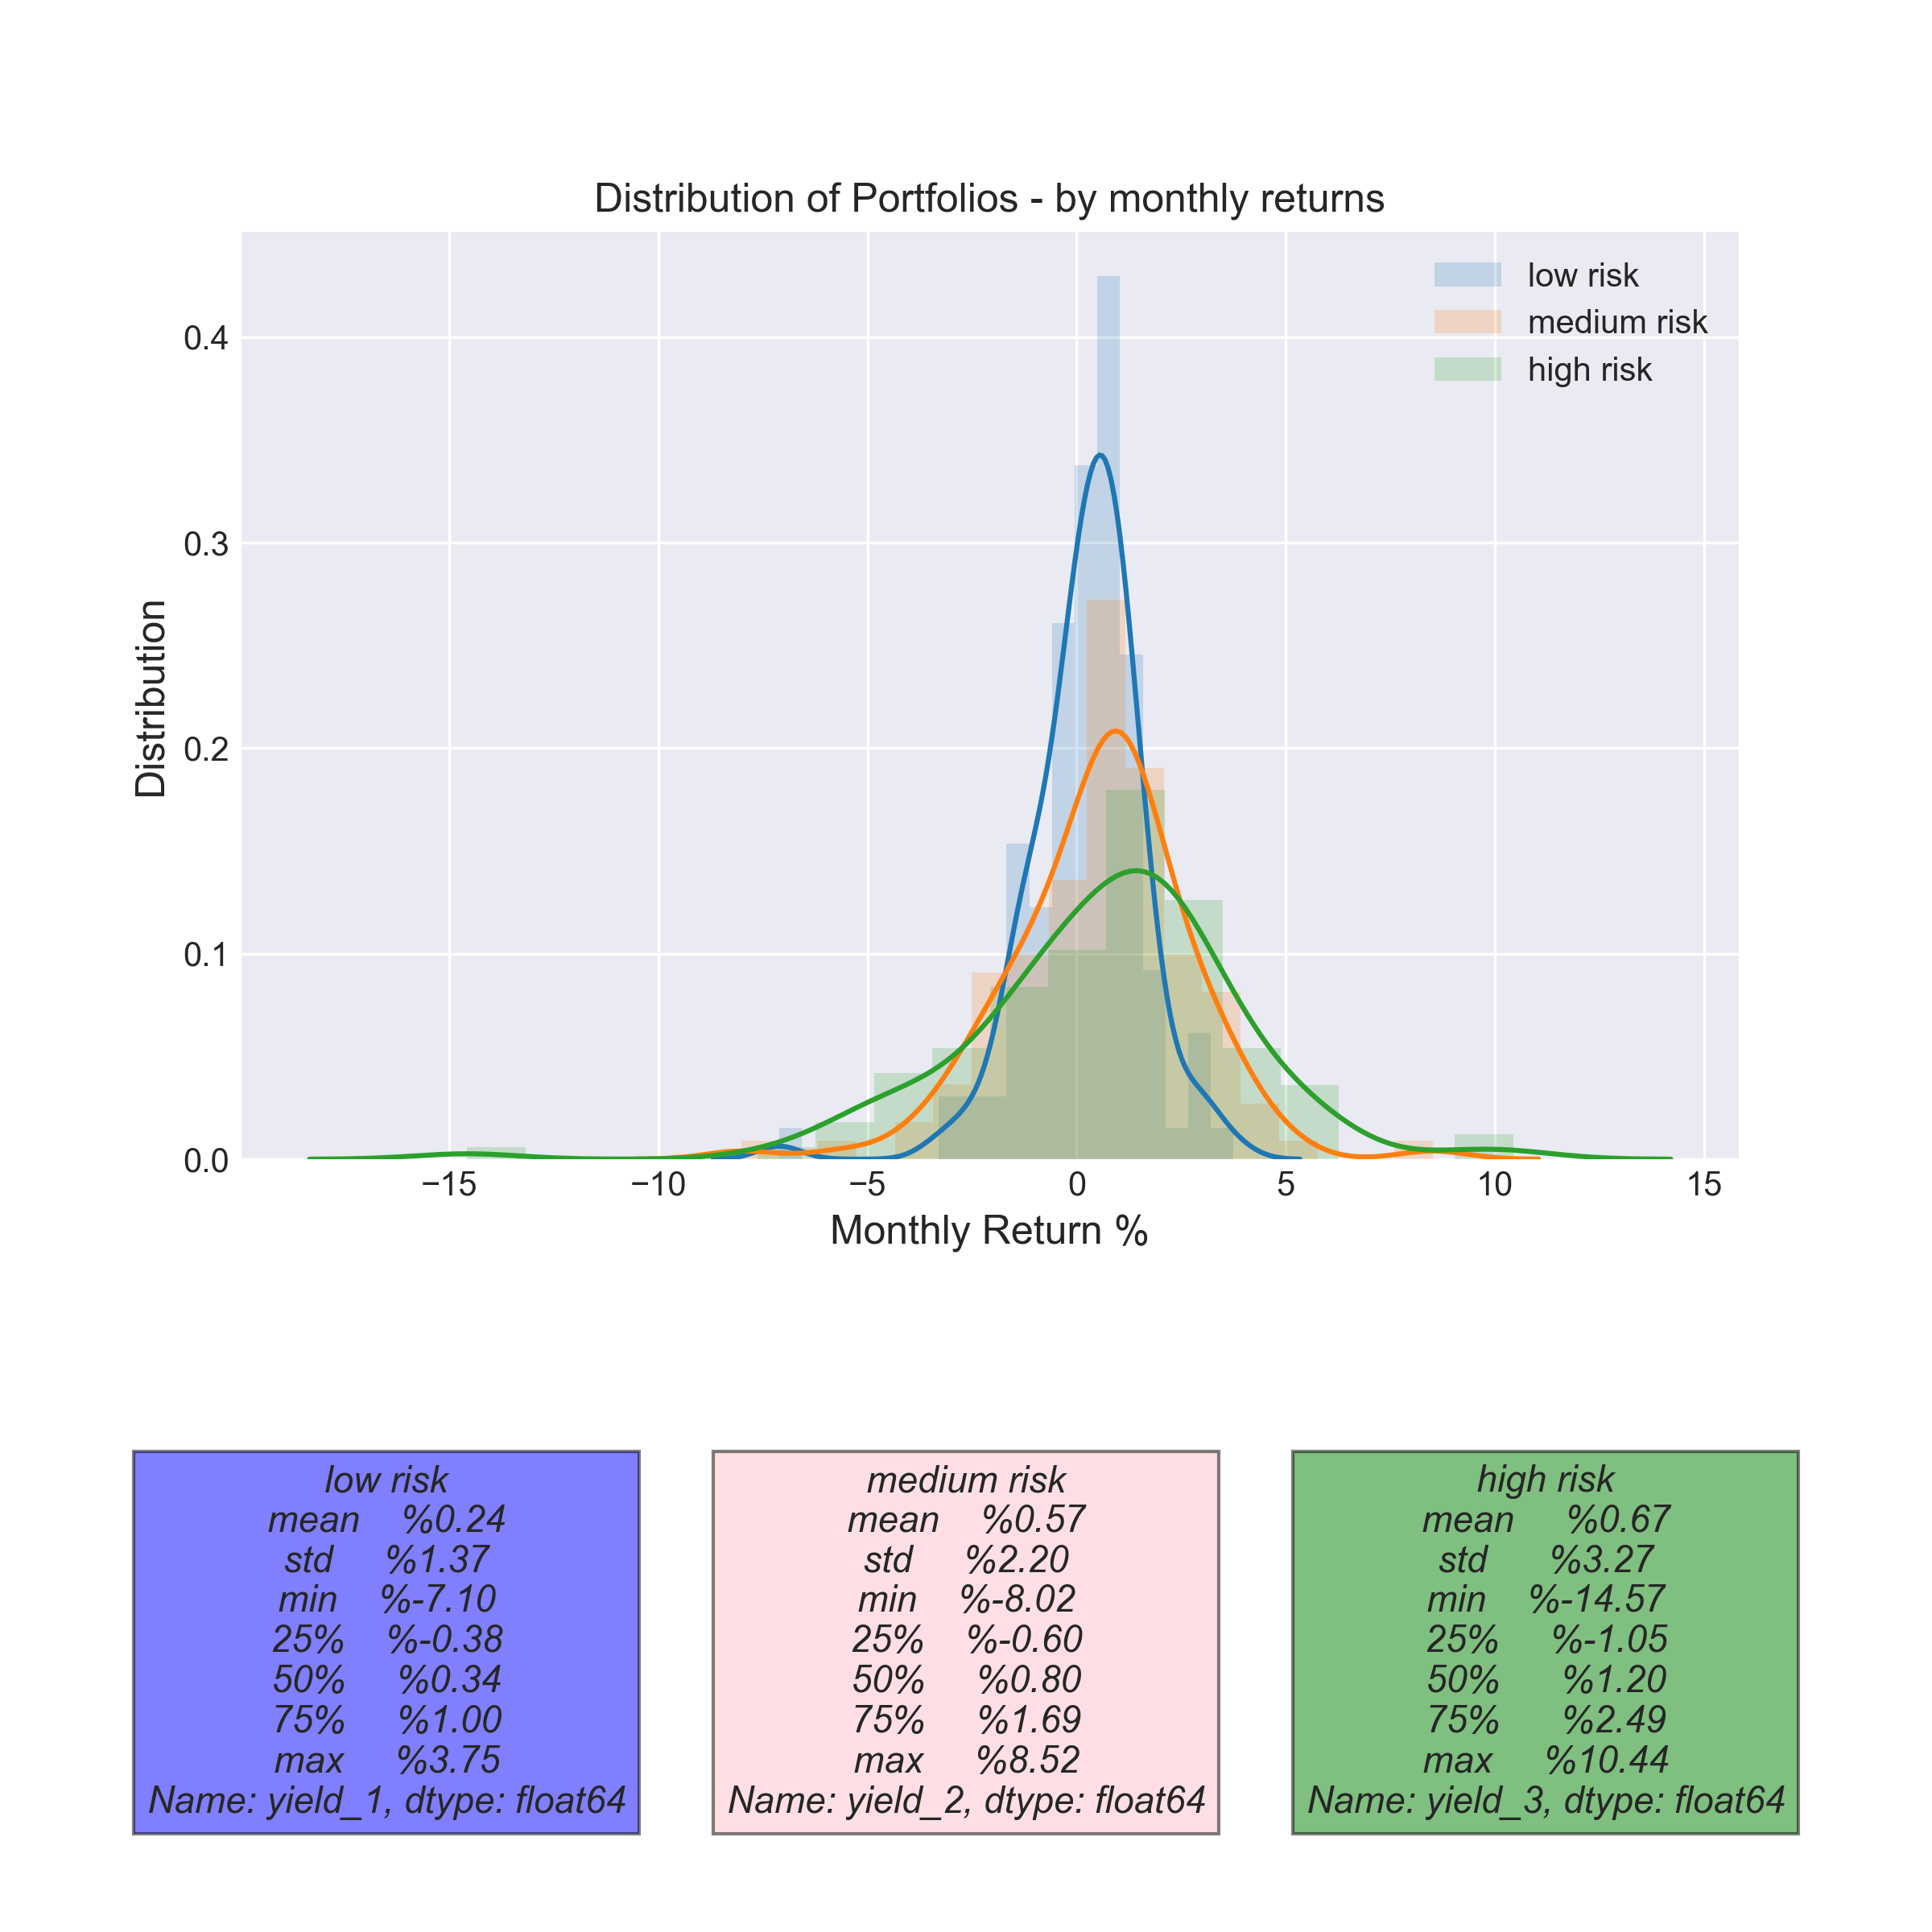 Distribution of Portfolios - by monthly returns
low risk
medium risk
high risk
0.4
0.3
0.2
0.1
0.0
Distribution
−15 −10 −5 0 5 10 15
Monthly Return %
low risk
mean %0.24
std %1.37
min %-7.10
25% %-0.38
50% %0.34
75% %1.00
max %3.75
Name: yield_1, dtype: float64
medium risk
mean %0.57
std %2.20
min %-8.02
25% %-0.60
50% %0.80
75% %1.69
max %8.52
Name: yield_2, dtype: float64
high risk
mean %0.67
std %3.27
min %-14.57
25% %-1.05
50% %1.20
75% %2.49
max %10.44
Name: yield_3, dtype: float64